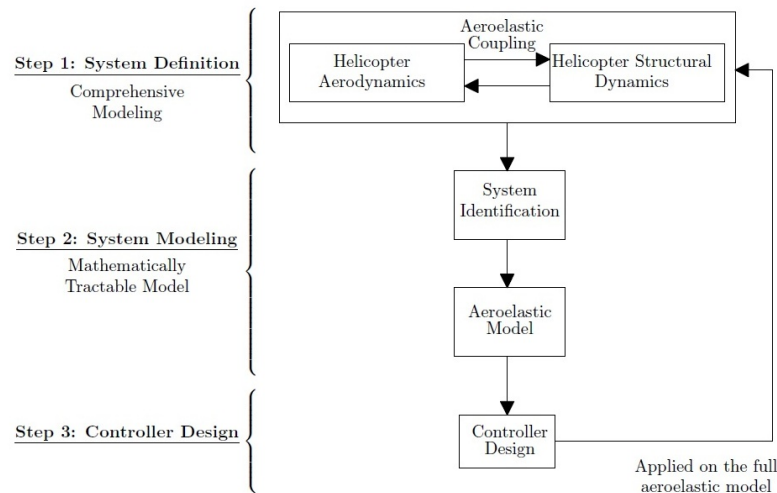 Step 1: System Definition
Comprehensive
Modeling
Aeroelastic
Coupling
Helicopter
Aerodynamics
Helicopter Structural
Dynamics
System
Identification
Step 2: System Modeling
Mathematically
Tractable Model
Aeroelastic
Model
Step 3: Controller Design
Controller
Design
Applied on the full
aeroelastic model